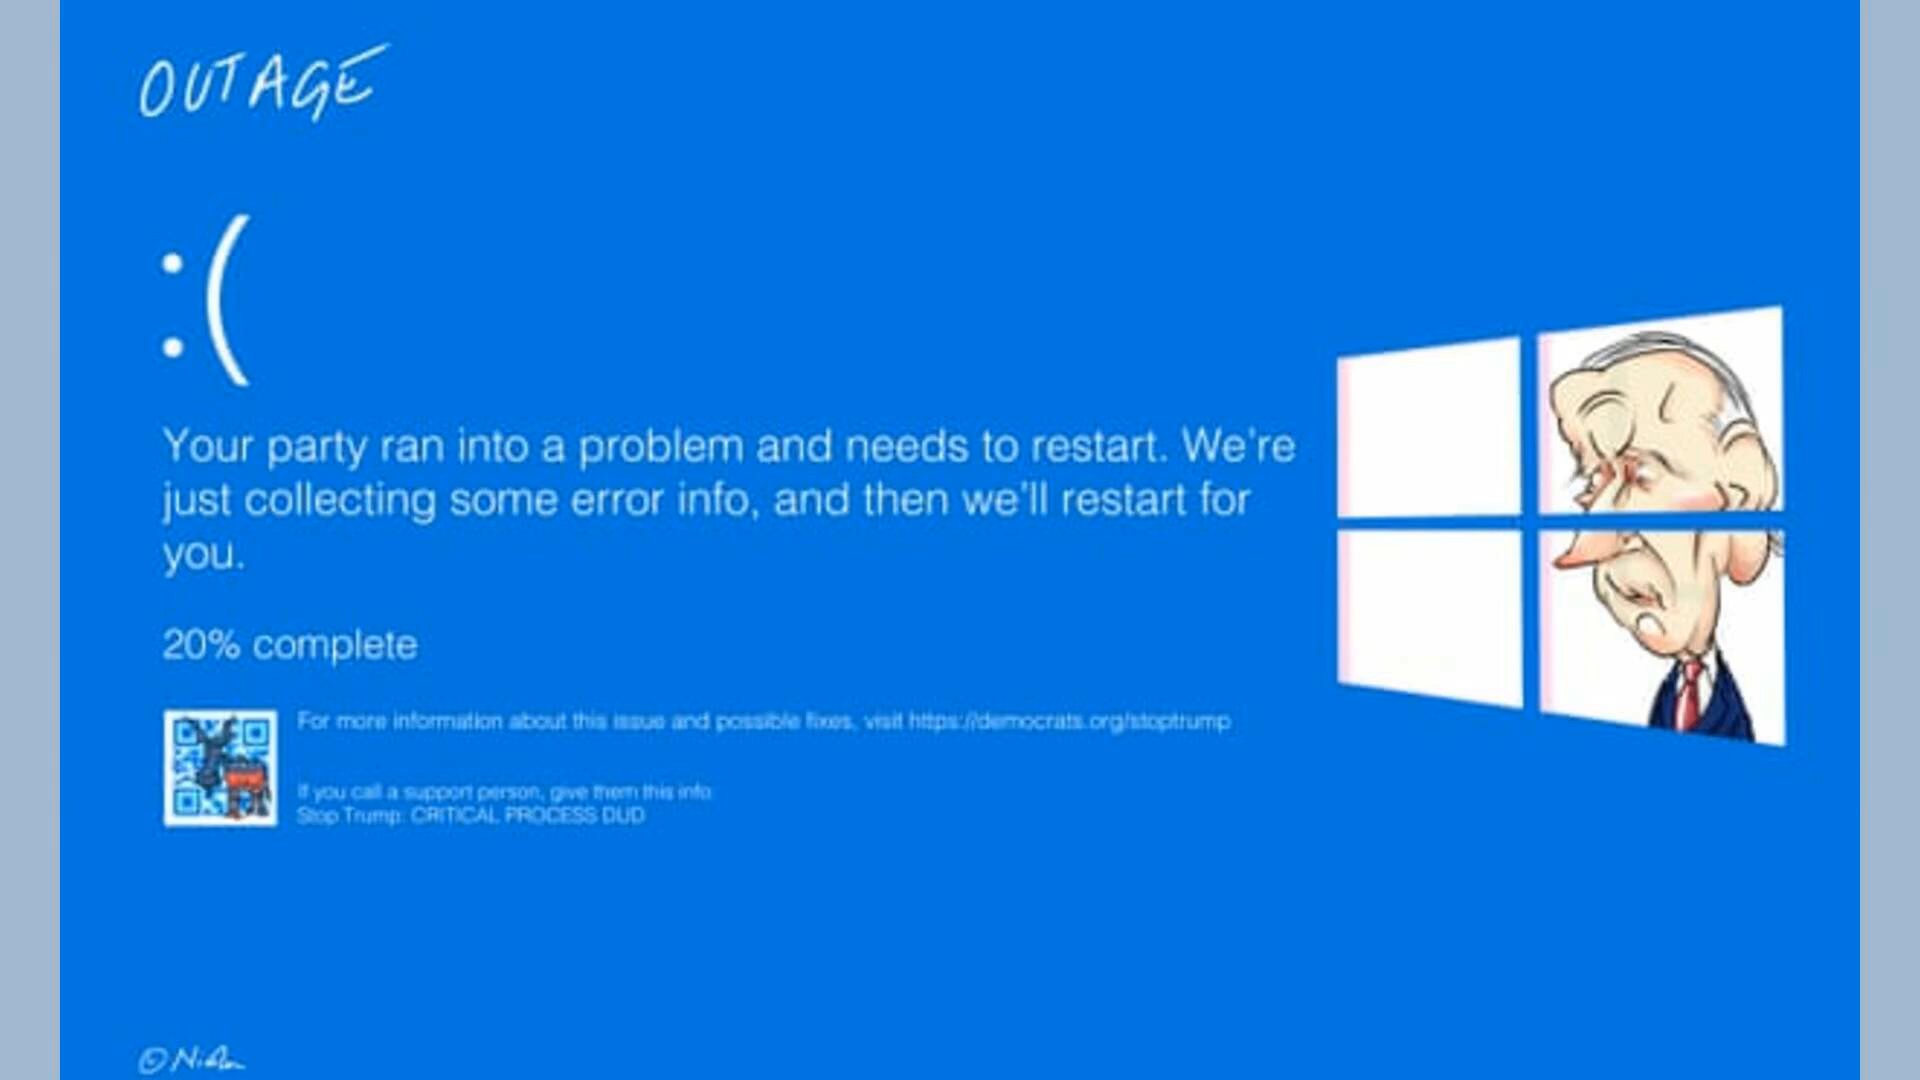 OUTAGE
:(
Your party ran into a problem and needs to restart. We're
just collecting some error info, and then we'll restart for
you.
20% complete
For more information about this issue and possible fixes, visit https://democrats.org/stoptrump
If you call a support person, give them this info:
Stop Trump: CRITICAL PROCESS DUD